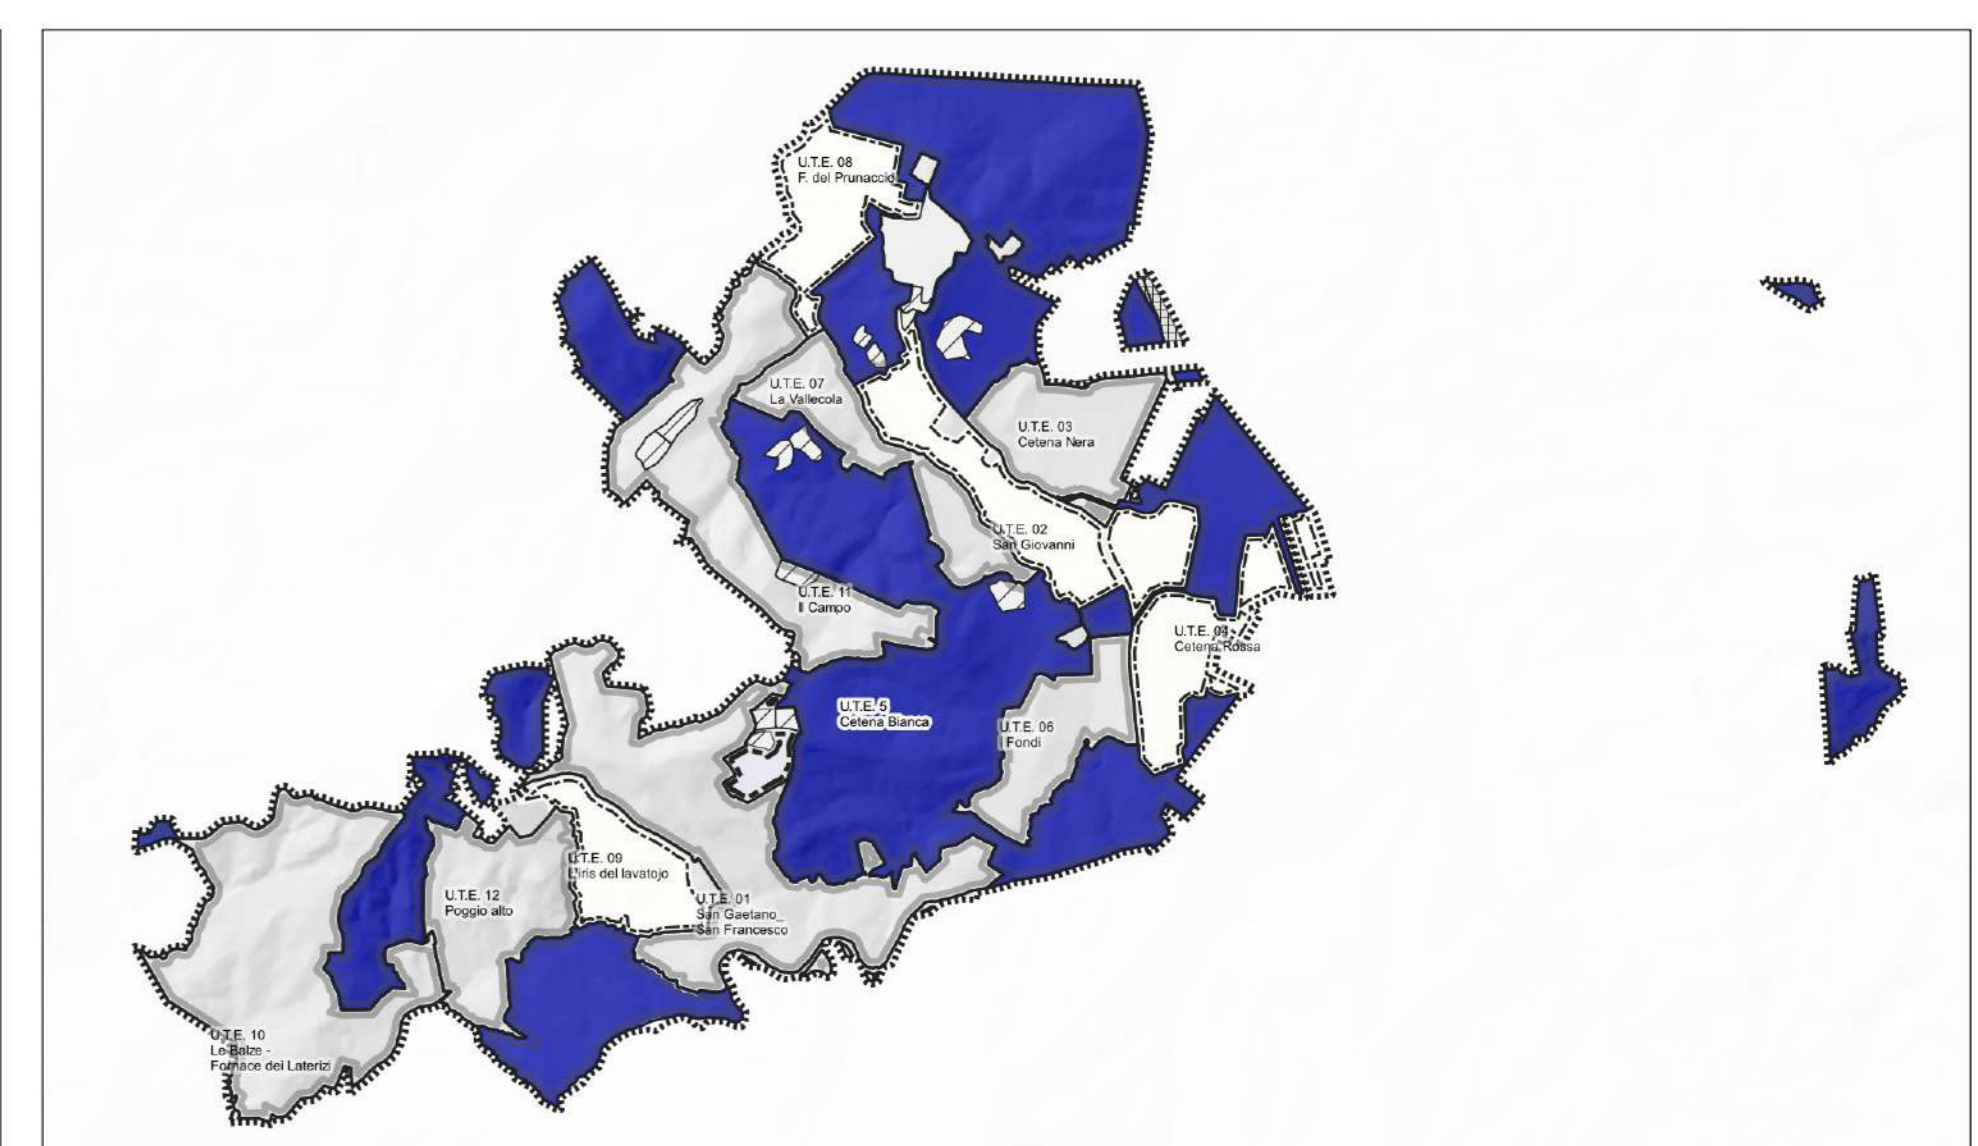 U.T.E. 08
F. del Prunaccio
U.T.E. 07
La Vallecola
U.T.E. 03
Cetena Nera
U.T.E. 02
San Giovanni
U.T.E. 11
Il Campo
U.T.E. 04
Cetena Rossa
U.T.E. 5
Cetena Bianca
U.T.E. 06
I Fondi
U.T.E. 09
L'iris del lavatojo
U.T.E. 12
Poggio alto
U.T.E. 01
San Gaetano_
San Francesco
U.T.E. 10
Le Balze -
Fornace dei Laterizi